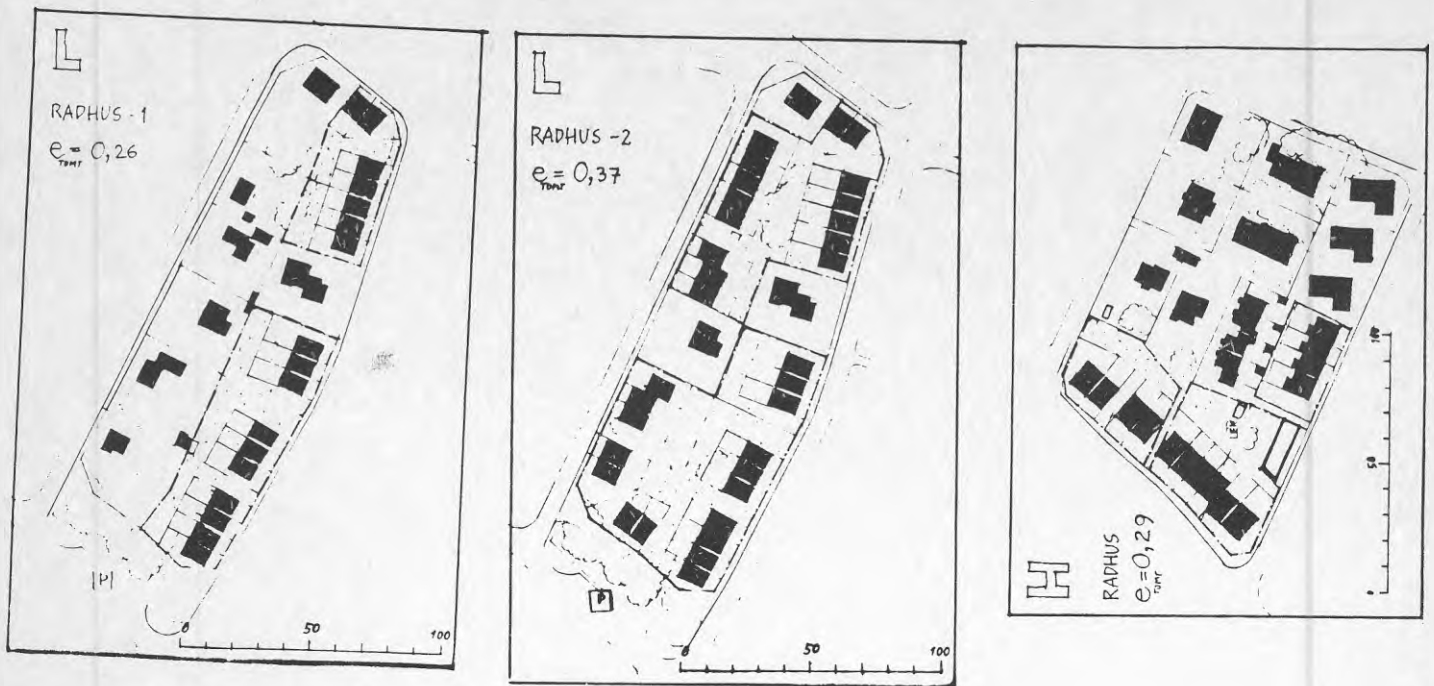 L
RADHUS - 1
e TOMT = 0,26
|P|
0 50 100
L
RADHUS - 2
e TOMT = 0,37
P
0 50 100
H
RADHUS
e TOMT = 0,29
LEK
0 50 100